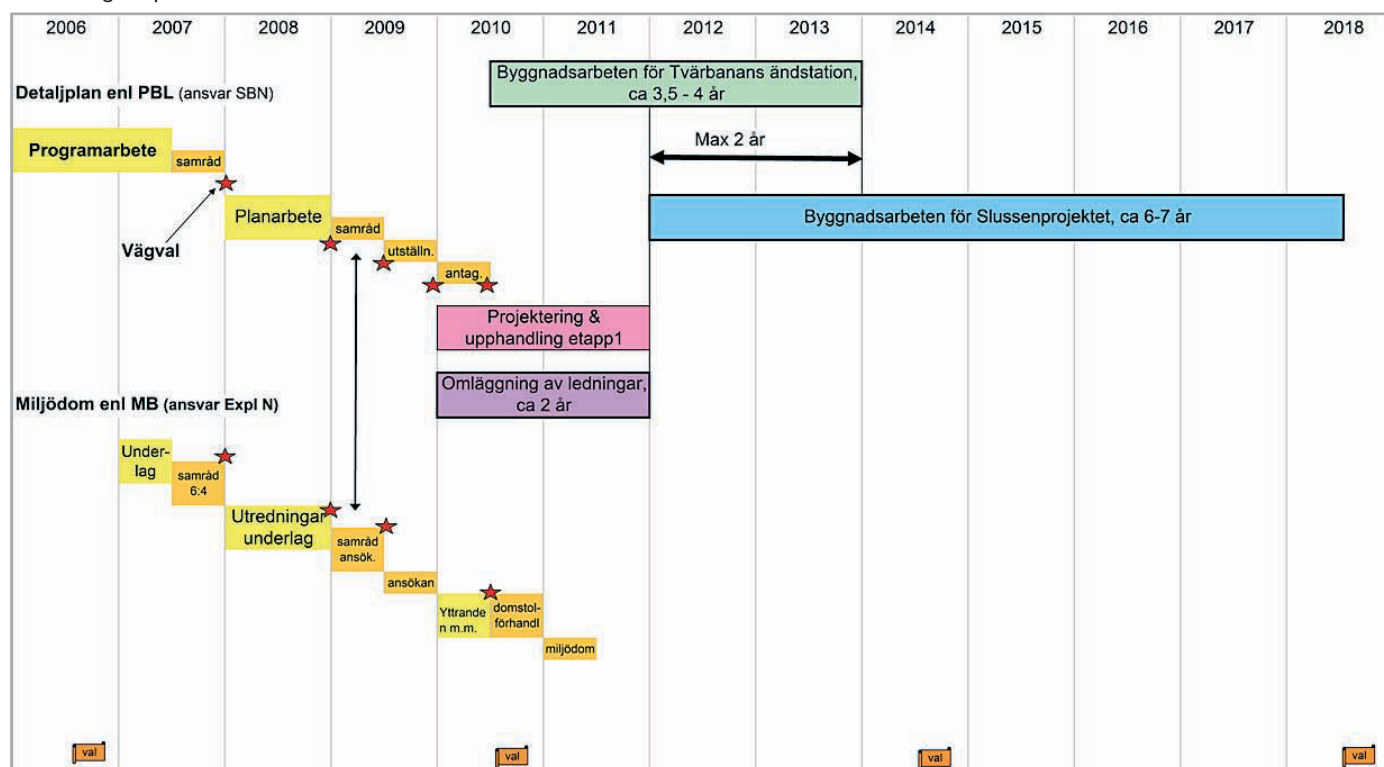 2006 2007 2008 2009 2010 2011 2012 2013 2014 2015 2016 2017 2018
Byggnadsarbeten för Tvärbanans ändstation,
ca 3,5 - 4 år
Detaljplan enl PBL (ansvar SBN)
Max 2 år
Programarbete
samråd
Planarbete
samråd
Byggnadsarbeten för Slussenprojektet, ca 6-7 år
Vägval
utställn.
antag.
Projektering &
upphandling etapp1
Omläggning av ledningar,
ca 2 år
Miljödom enl MB (ansvar Expl N)
Under-
lag
samråd
6:4
Utredningar
underlag
samråd
ansök.
ansökan
Yttrande
n m.m.
domstol-
förhandl
miljödom
val
val
val
val